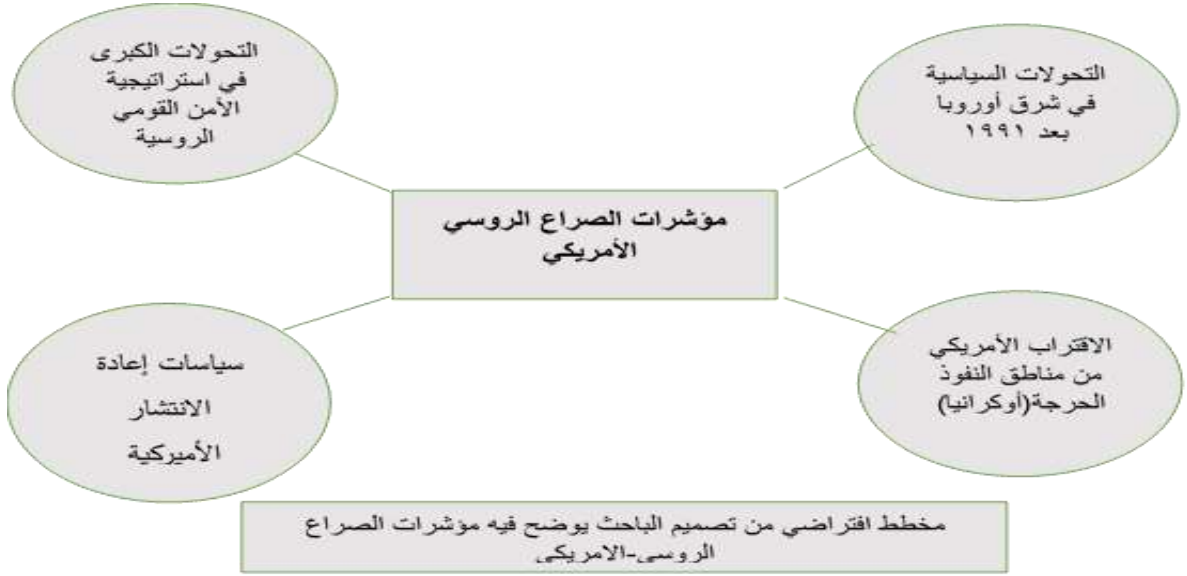 التحولات السياسية
في شرق أوروبا
بعد ١٩٩١
التحولات الكبرى
في استراتيجية
الأمن القومي
الروسية
مؤشرات الصراع الروسي
الأمريكي
الاقتراب الأمريكي
من مناطق النفوذ
الحرجة(أوكرانيا)
سياسات إعادة
الانتشار
الأميركية
مخطط افتراضي من تصميم الباحث يوضح فيه مؤشرات الصراع
الروسي-الامريكي